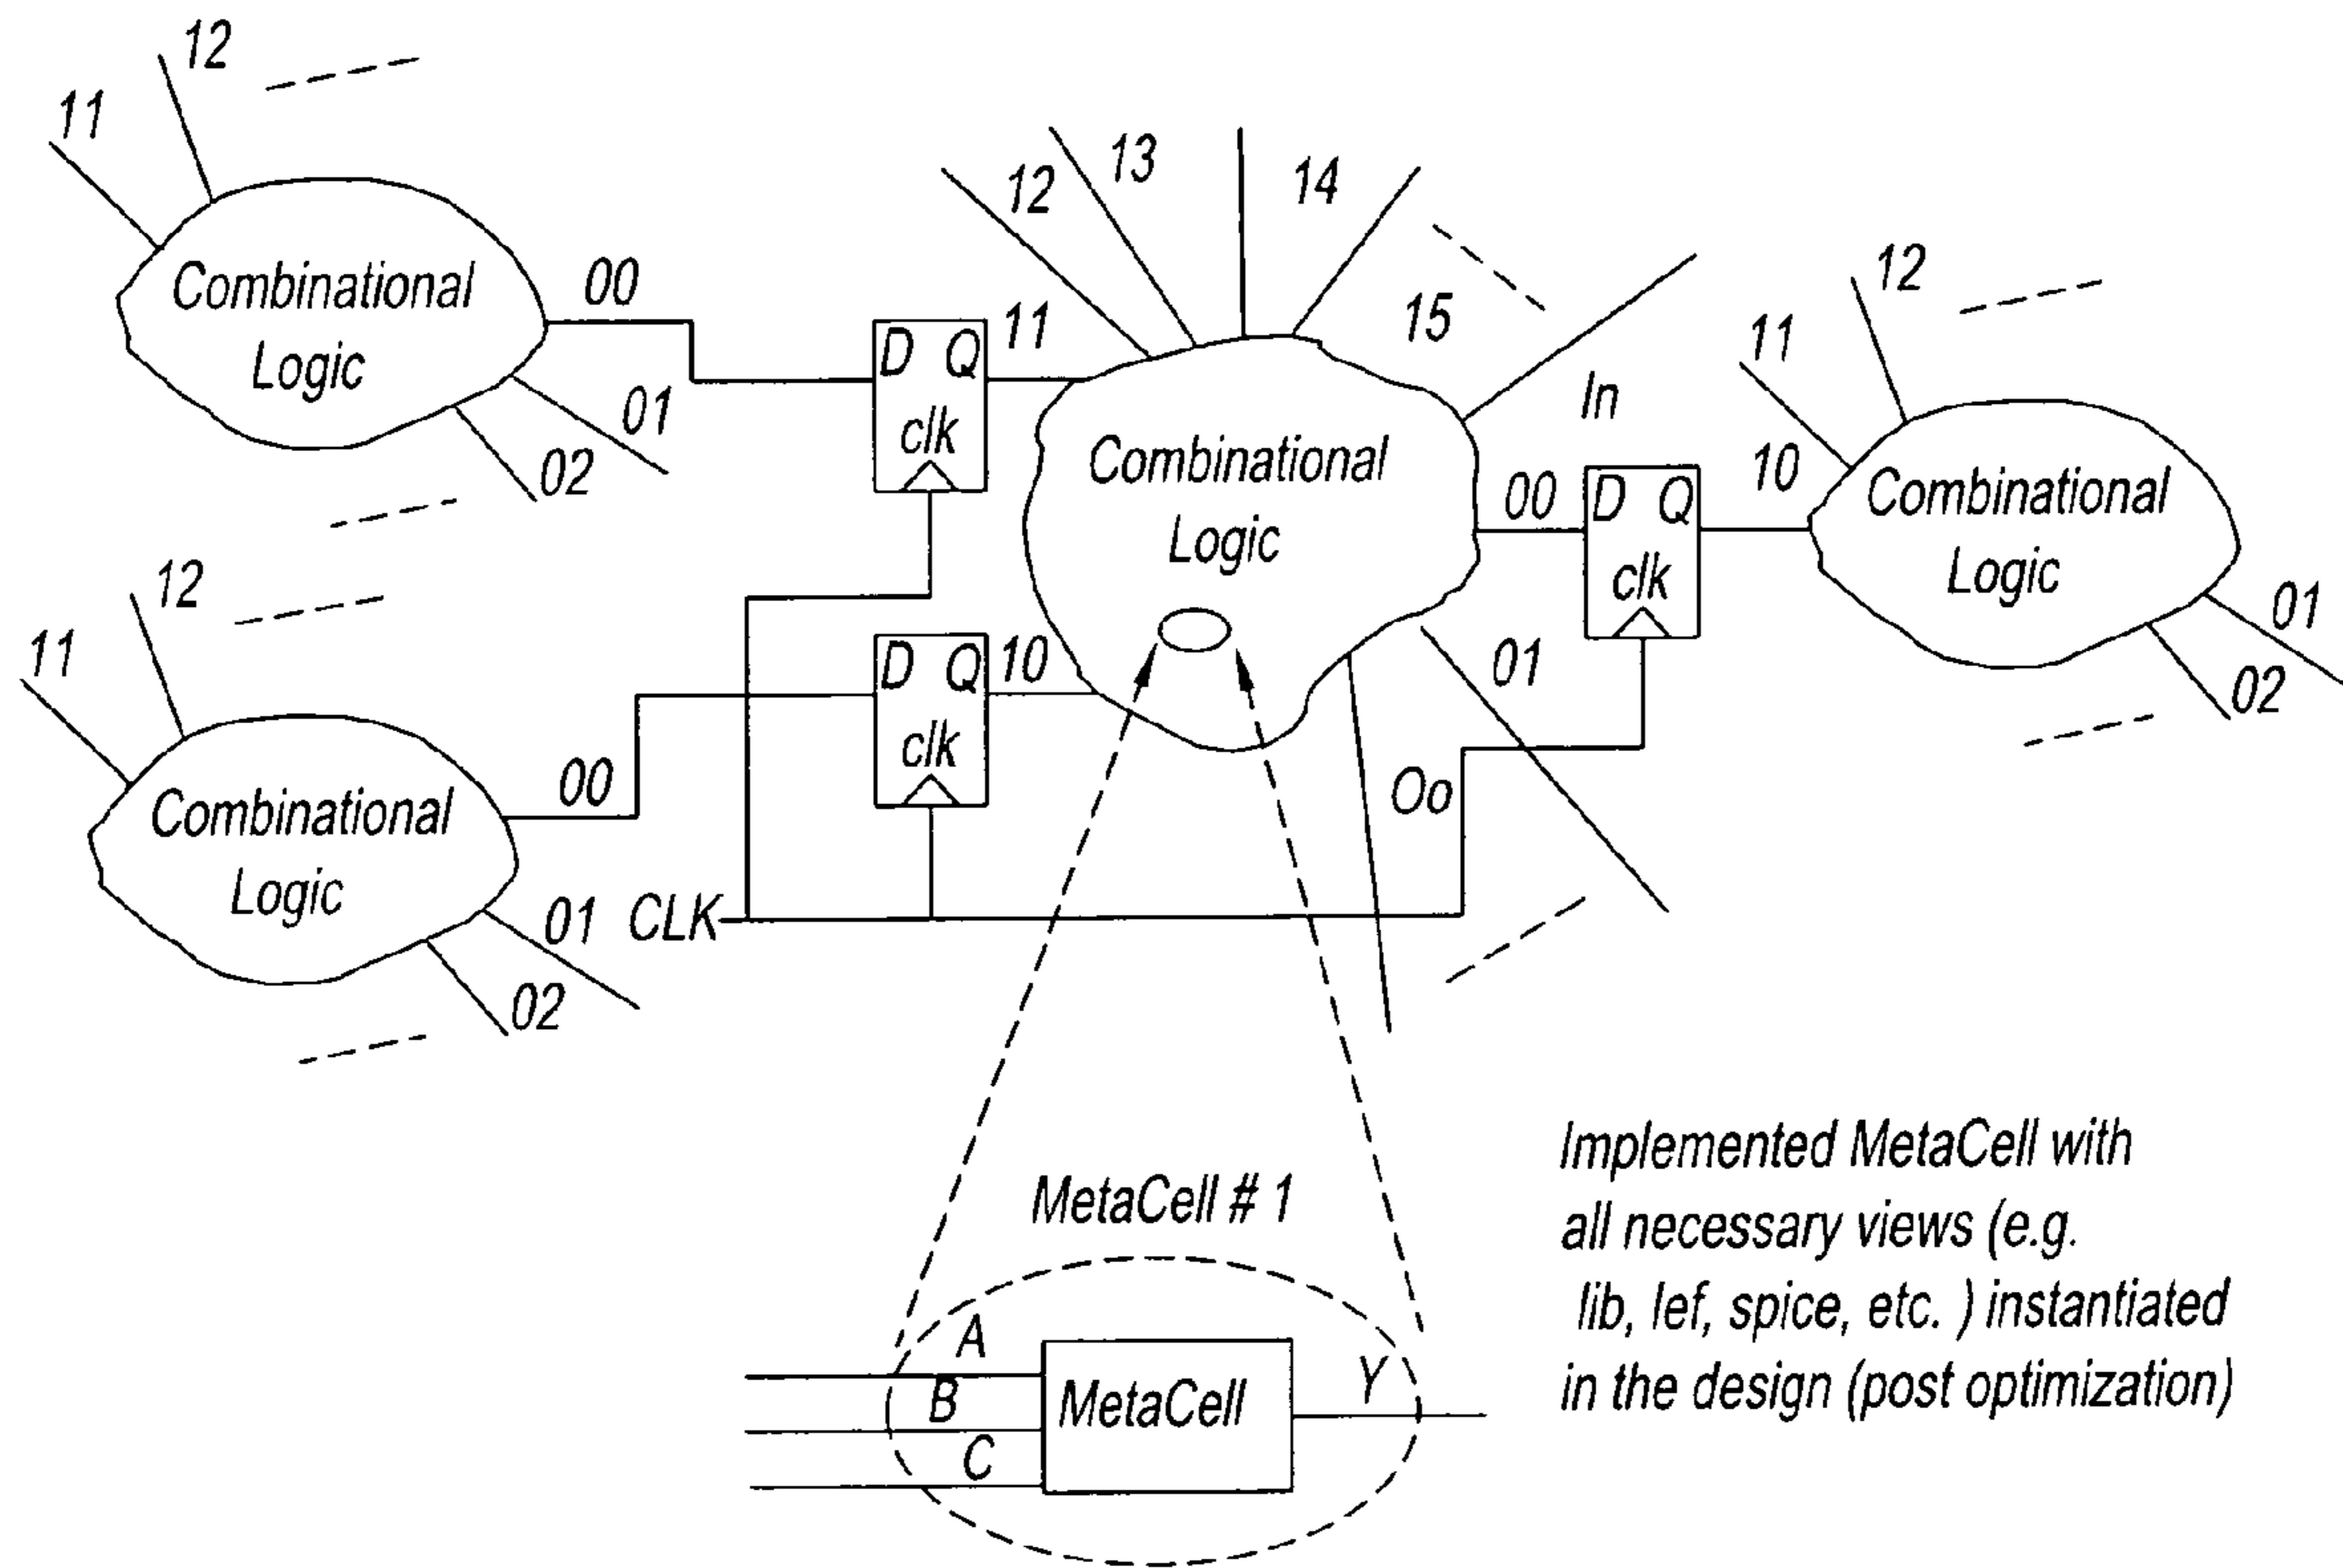 12
11
Combinational
Logic
00
01
02
12
11
Combinational
Logic
00
01
02
CLK
D Q
clk
11
D Q
clk
10
12
13
14
15
In
Combinational
Logic
00
01
Oo
D Q
clk
10
11
12
Combinational
Logic
01
02
MetaCell # 1
A
B
C
MetaCell
Y
Implemented MetaCell with
all necessary views (e.g.
lib, lef, spice, etc. ) instantiated
in the design (post optimization)